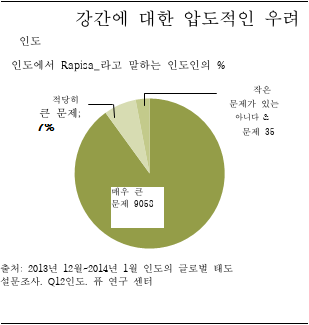 강간에 대한 압도적인 우려
인도
인도에서 Rapisa_라고 말하는 인도인의 %
적당히
큰 문제;
7%
작은
문제가 있는
아니다
문제 35
매우 큰
문제 9058
출처: 2013년 12월-2014년 1월 인도의 글로벌 태도
설문조사. Q12인도. 퓨 연구 센터